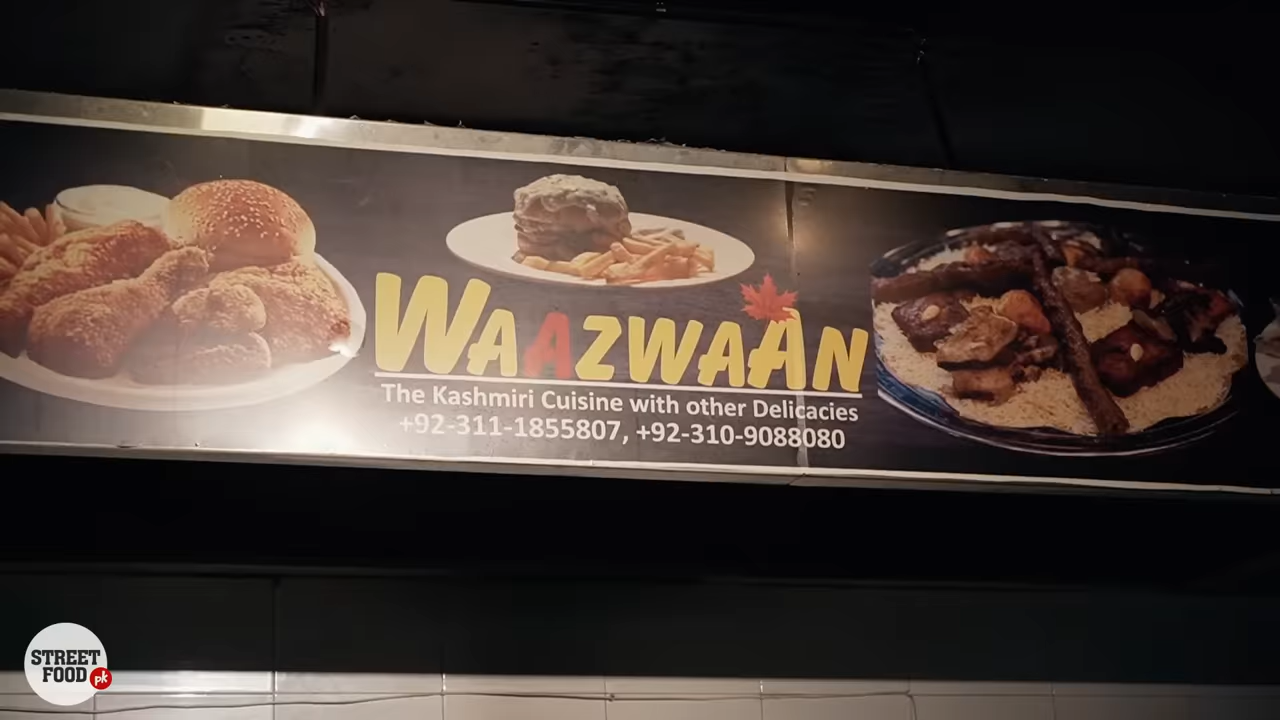 WAAZWAAN
The Kashmiri Cuisine with other Delicacies
+92-311-1855807, +92-310-9088080
STREET
FOOD pk